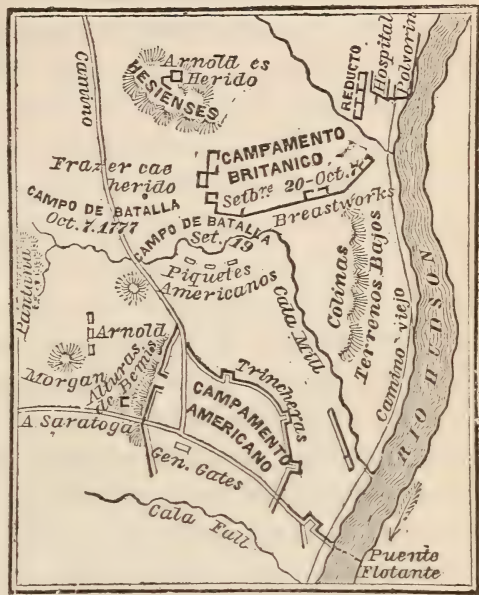 Camino
Arnold es
Herido
HESIENSES
REDUCTO
Hospital
Polvorin
CAMPAMENTO
BRITANICO
Setbre 20-Oct. 7.
Breastworks
Frazer cae
herido
CAMPO DE BATALLA
Oct. 7. 1777
CAMPO DE BATALLA
Set. 19
Piquetes
Americanos
Pantana
Cala Mill
Colinas
Terrenos Bajos
Camino viejo
RIO HUDSON
Arnold
Morgan
Alturas
de Bemis
Trincheras
CAMPAMENTO
AMERICANO
A Saratoga
Gen. Gates
Cala Fall
Puente
Flotante